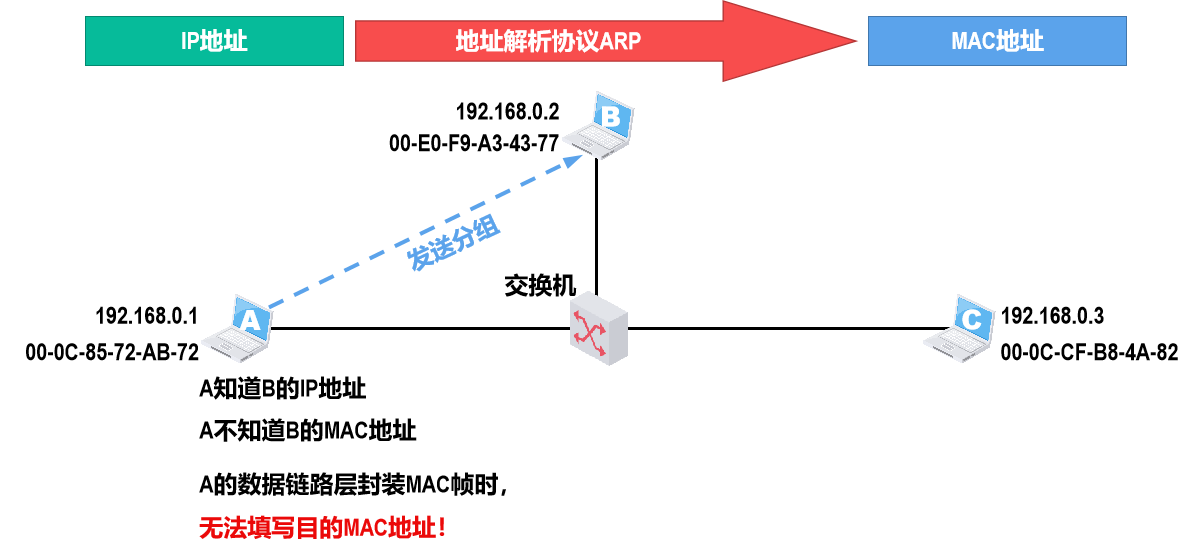 IP地址
地址解析协议ARP
MAC地址
192.168.0.2
00-E0-F9-A3-43-77
B
发送分组
交换机
192.168.0.1
00-0C-85-72-AB-72
A
C
192.168.0.3
00-0C-CF-B8-4A-82
A知道B的IP地址
A不知道B的MAC地址
A的数据链路层封装MAC帧时，
无法填写目的MAC地址！